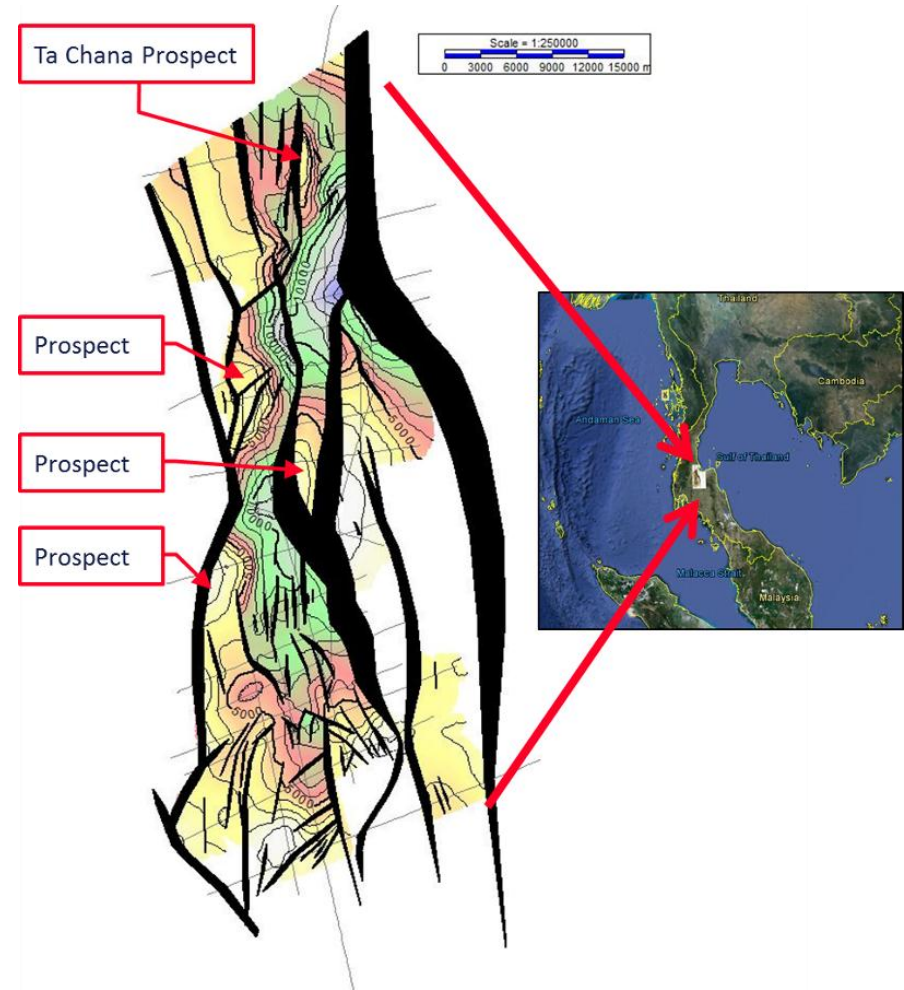 Ta Chana Prospect
Scale = 1:250000
0 3000 6000 9000 12000 15000 m
Prospect
Prospect
Prospect
Thailand
Cambodia
Andaman Sea
Gulf of Thailand
Malacca Strait
Malaysia